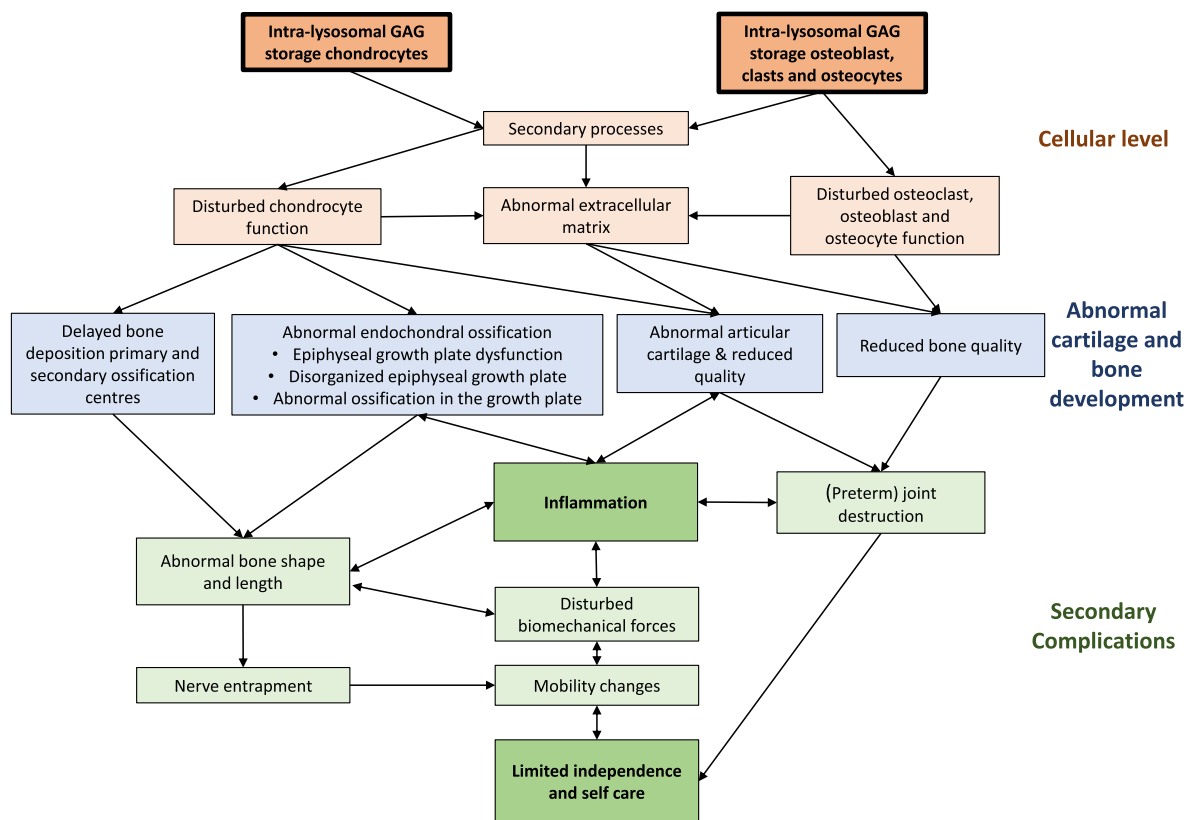 Intra-lysosomal GAG
storage chondrocytes
Intra-lysosomal GAG
storage osteoblast,
clasts and osteocytes
Secondary processes
Cellular level
Disturbed chondrocyte
function
Abnormal extracellular
matrix
Disturbed osteoclast,
osteoblast and
osteocyte function
Delayed bone
deposition primary and
secondary ossification
centres
Abnormal endochondral ossification
• Epiphyseal growth plate dysfunction
• Disorganized epiphyseal growth plate
• Abnormal ossification in the growth plate
Abnormal articular
cartilage & reduced
quality
Reduced bone quality
Abnormal
cartilage and
bone
development
Inflammation
(Preterm) joint
destruction
Abnormal bone shape
and length
Disturbed
biomechanical forces
Secondary
Complications
Nerve entrapment
Mobility changes
Limited independence
and self care